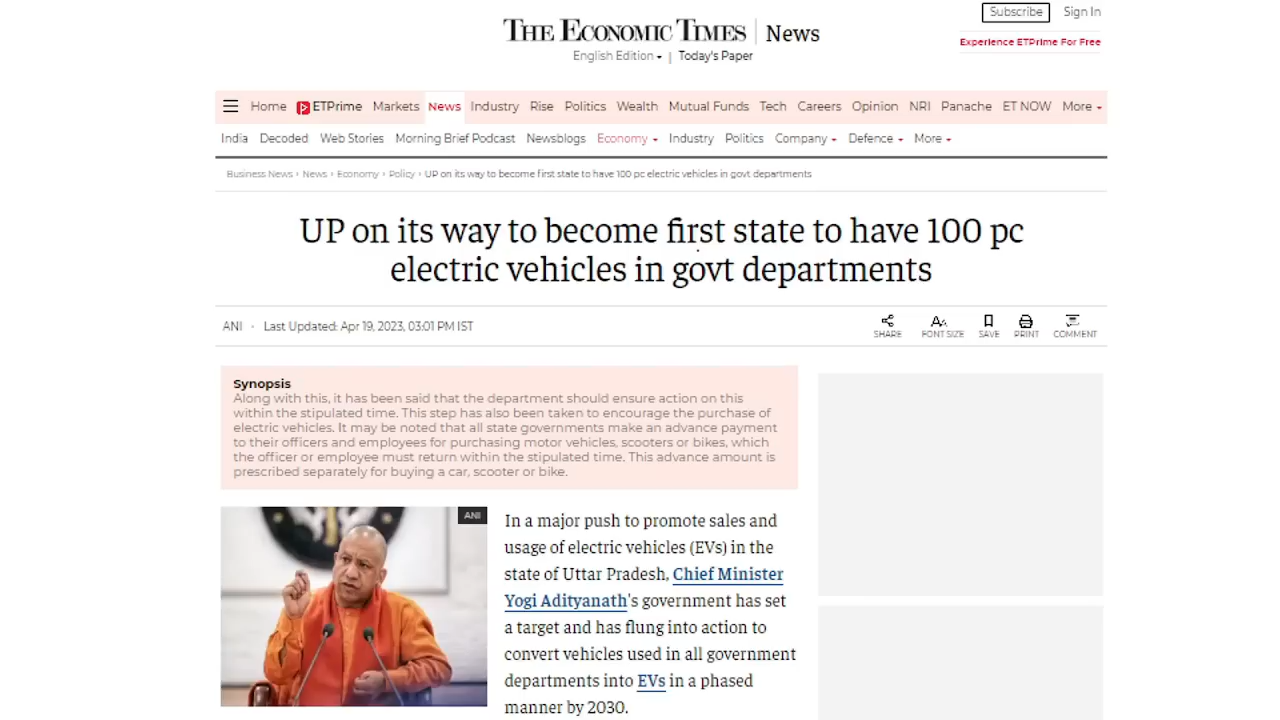 THE ECONOMIC TIMES | News
Subscribe Sign In
English Edition | Today's Paper
Experience ETPrime For Free
Home ETPrime Markets News Industry Rise Politics Wealth Mutual Funds Tech Careers Opinion NRI Panache ET NOW More
India Decoded Web Stories Morning Brief Podcast Newsblogs Economy Industry Politics Company Defence More
Business News › News › Economy › Policy › UP on its way to become first state to have 100 pc electric vehicles in govt departments
UP on its way to become first state to have 100 pc
electric vehicles in govt departments
ANI · Last Updated: Apr 19, 2023, 03:01 PM IST
SHARE FONT SIZE SAVE PRINT COMMENT
Synopsis
Along with this, it has been said that the department should ensure action on this
within the stipulated time. This step has also been taken to encourage the purchase of
electric vehicles. It may be noted that all state governments make an advance payment
to their officers and employees for purchasing motor vehicles, scooters or bikes, which
the officer or employee must return within the stipulated time. This advance amount is
prescribed separately for buying a car, scooter or bike.
ANI
In a major push to promote sales and
usage of electric vehicles (EVs) in the
state of Uttar Pradesh, Chief Minister
Yogi Adityanath's government has set
a target and has flung into action to
convert vehicles used in all government
departments into EVs in a phased
manner by 2030.